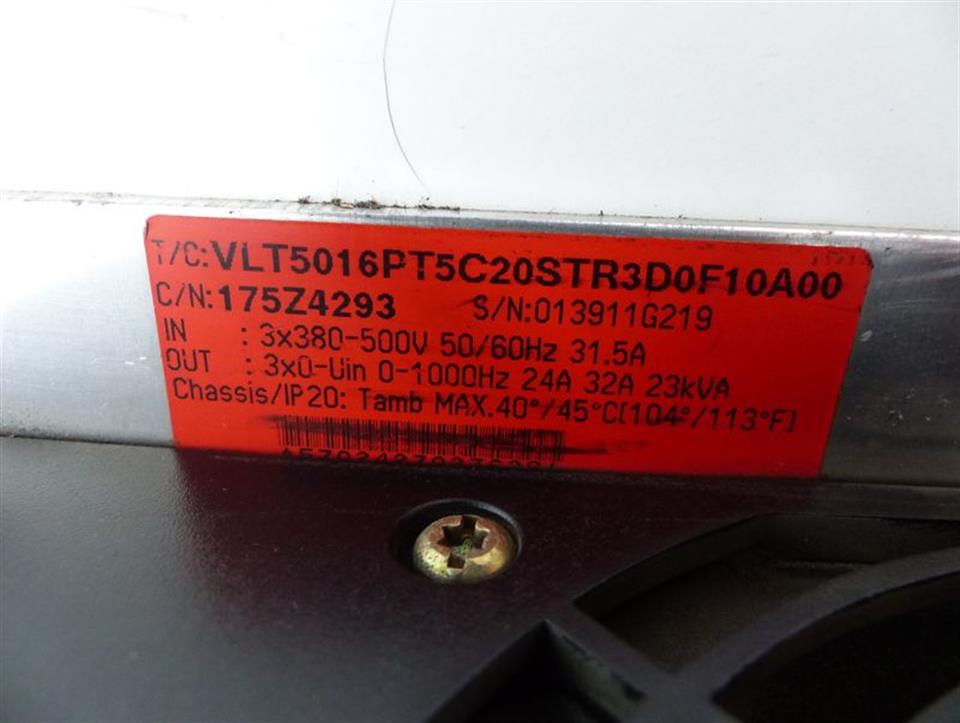 T/C:VLT5016PT5C20STR3D0F10A00
C/N:175Z4293 S/N:013911G219
IN : 3x380-500V 50/60Hz 31.5A
OUT : 3x0-Uin 0-1000Hz 24A 32A 23kVA
Chassis/IP20: Tamb MAX.40°/45°C[104°/113°F]